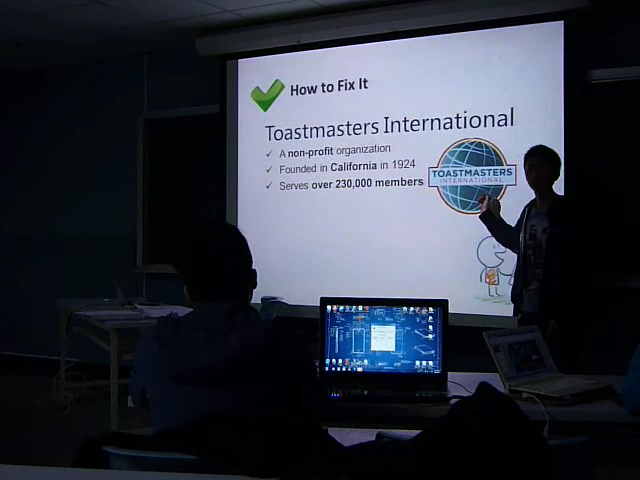 How to Fix It
Toastmasters International
✓ A non-profit organization
✓ Founded in California in 1924
✓ Serves over 230,000 members
TOASTMASTERS
INTERNATIONAL